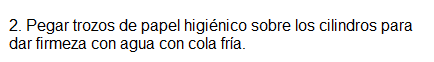 2. Pegar trozos de papel higiénico sobre los cilindros para
dar firmeza con agua con cola fría.